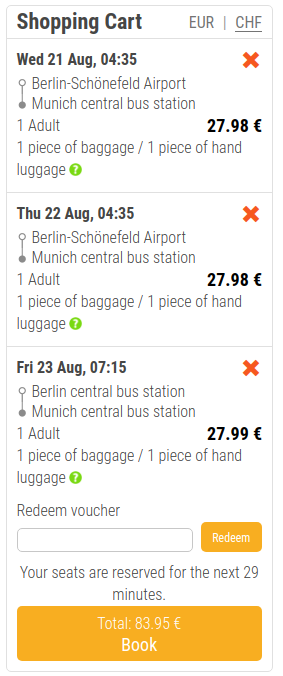 Shopping Cart EUR | CHF
Wed 21 Aug, 04:35
Berlin-Schönefeld Airport
Munich central bus station
1 Adult 27.98 €
1 piece of baggage / 1 piece of hand
luggage ?
Thu 22 Aug, 04:35
Berlin-Schönefeld Airport
Munich central bus station
1 Adult 27.98 €
1 piece of baggage / 1 piece of hand
luggage ?
Fri 23 Aug, 07:15
Berlin central bus station
Munich central bus station
1 Adult 27.99 €
1 piece of baggage / 1 piece of hand
luggage ?
Redeem voucher
Redeem
Your seats are reserved for the next 29
minutes.
Total: 83.95 €
Book